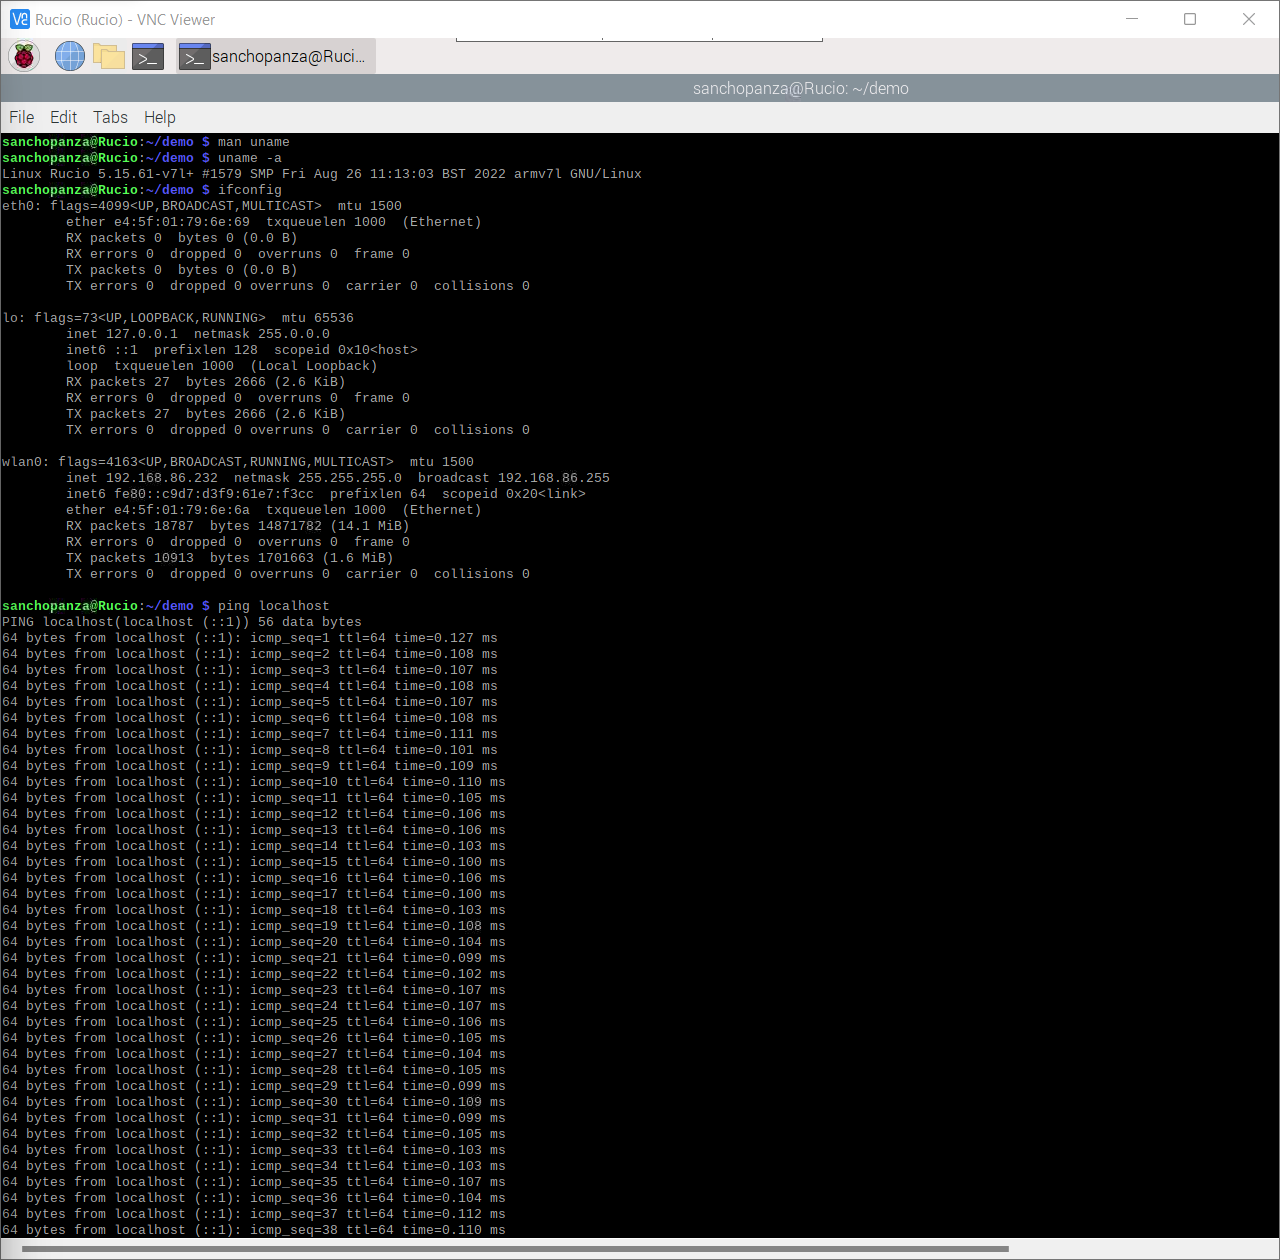 Rucio (Rucio) - VNC Viewer
sanchopanza@Ruci...
sanchopanza@Rucio: ~/demo
File Edit Tabs Help
sanchopanza@Rucio:~/demo $ man uname
sanchopanza@Rucio:~/demo $ uname -a
Linux Rucio 5.15.61-v7l+ #1579 SMP Fri Aug 26 11:13:03 BST 2022 armv7l GNU/Linux
sanchopanza@Rucio:~/demo $ ifconfig
eth0: flags=4099<UP,BROADCAST,MULTICAST>  mtu 1500
        ether e4:5f:01:79:6e:69  txqueuelen 1000  (Ethernet)
        RX packets 0  bytes 0 (0.0 B)
        RX errors 0  dropped 0  overruns 0  frame 0
        TX packets 0  bytes 0 (0.0 B)
        TX errors 0  dropped 0 overruns 0  carrier 0  collisions 0

lo: flags=73<UP,LOOPBACK,RUNNING>  mtu 65536
        inet 127.0.0.1  netmask 255.0.0.0
        inet6 ::1  prefixlen 128  scopeid 0x10<host>
        loop  txqueuelen 1000  (Local Loopback)
        RX packets 27  bytes 2666 (2.6 KiB)
        RX errors 0  dropped 0  overruns 0  frame 0
        TX packets 27  bytes 2666 (2.6 KiB)
        TX errors 0  dropped 0 overruns 0  carrier 0  collisions 0

wlan0: flags=4163<UP,BROADCAST,RUNNING,MULTICAST>  mtu 1500
        inet 192.168.86.232  netmask 255.255.255.0  broadcast 192.168.86.255
        inet6 fe80::c9d7:d3f9:61e7:f3cc  prefixlen 64  scopeid 0x20<link>
        ether e4:5f:01:79:6e:6a  txqueuelen 1000  (Ethernet)
        RX packets 18787  bytes 14871782 (14.1 MiB)
        RX errors 0  dropped 0  overruns 0  frame 0
        TX packets 10913  bytes 1701663 (1.6 MiB)
        TX errors 0  dropped 0 overruns 0  carrier 0  collisions 0

sanchopanza@Rucio:~/demo $ ping localhost
PING localhost(localhost (::1)) 56 data bytes
64 bytes from localhost (::1): icmp_seq=1 ttl=64 time=0.127 ms
64 bytes from localhost (::1): icmp_seq=2 ttl=64 time=0.108 ms
64 bytes from localhost (::1): icmp_seq=3 ttl=64 time=0.107 ms
64 bytes from localhost (::1): icmp_seq=4 ttl=64 time=0.108 ms
64 bytes from localhost (::1): icmp_seq=5 ttl=64 time=0.107 ms
64 bytes from localhost (::1): icmp_seq=6 ttl=64 time=0.108 ms
64 bytes from localhost (::1): icmp_seq=7 ttl=64 time=0.111 ms
64 bytes from localhost (::1): icmp_seq=8 ttl=64 time=0.101 ms
64 bytes from localhost (::1): icmp_seq=9 ttl=64 time=0.109 ms
64 bytes from localhost (::1): icmp_seq=10 ttl=64 time=0.110 ms
64 bytes from localhost (::1): icmp_seq=11 ttl=64 time=0.105 ms
64 bytes from localhost (::1): icmp_seq=12 ttl=64 time=0.106 ms
64 bytes from localhost (::1): icmp_seq=13 ttl=64 time=0.106 ms
64 bytes from localhost (::1): icmp_seq=14 ttl=64 time=0.103 ms
64 bytes from localhost (::1): icmp_seq=15 ttl=64 time=0.100 ms
64 bytes from localhost (::1): icmp_seq=16 ttl=64 time=0.106 ms
64 bytes from localhost (::1): icmp_seq=17 ttl=64 time=0.100 ms
64 bytes from localhost (::1): icmp_seq=18 ttl=64 time=0.103 ms
64 bytes from localhost (::1): icmp_seq=19 ttl=64 time=0.108 ms
64 bytes from localhost (::1): icmp_seq=20 ttl=64 time=0.104 ms
64 bytes from localhost (::1): icmp_seq=21 ttl=64 time=0.099 ms
64 bytes from localhost (::1): icmp_seq=22 ttl=64 time=0.102 ms
64 bytes from localhost (::1): icmp_seq=23 ttl=64 time=0.107 ms
64 bytes from localhost (::1): icmp_seq=24 ttl=64 time=0.107 ms
64 bytes from localhost (::1): icmp_seq=25 ttl=64 time=0.106 ms
64 bytes from localhost (::1): icmp_seq=26 ttl=64 time=0.105 ms
64 bytes from localhost (::1): icmp_seq=27 ttl=64 time=0.104 ms
64 bytes from localhost (::1): icmp_seq=28 ttl=64 time=0.105 ms
64 bytes from localhost (::1): icmp_seq=29 ttl=64 time=0.099 ms
64 bytes from localhost (::1): icmp_seq=30 ttl=64 time=0.109 ms
64 bytes from localhost (::1): icmp_seq=31 ttl=64 time=0.099 ms
64 bytes from localhost (::1): icmp_seq=32 ttl=64 time=0.105 ms
64 bytes from localhost (::1): icmp_seq=33 ttl=64 time=0.103 ms
64 bytes from localhost (::1): icmp_seq=34 ttl=64 time=0.103 ms
64 bytes from localhost (::1): icmp_seq=35 ttl=64 time=0.107 ms
64 bytes from localhost (::1): icmp_seq=36 ttl=64 time=0.104 ms
64 bytes from localhost (::1): icmp_seq=37 ttl=64 time=0.112 ms
64 bytes from localhost (::1): icmp_seq=38 ttl=64 time=0.110 ms